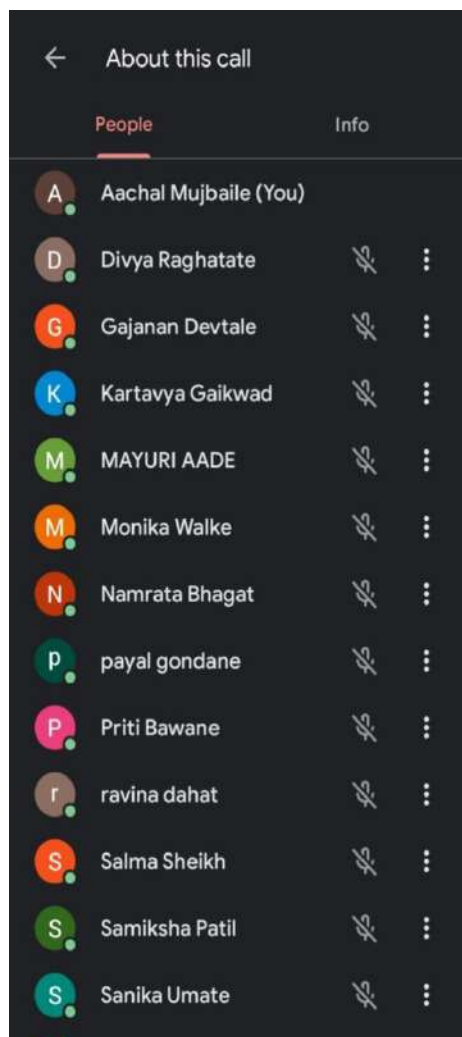 About this call
People Info
A Aachal Mujbaile (You)
D Divya Raghatate
G Gajanan Devtale
K Kartavya Gaikwad
M MAYURI AADE
M Monika Walke
N Namrata Bhagat
p payal gondane
P Priti Bawane
r ravina dahat
S Salma Sheikh
S Samiksha Patil
S Sanika Umate